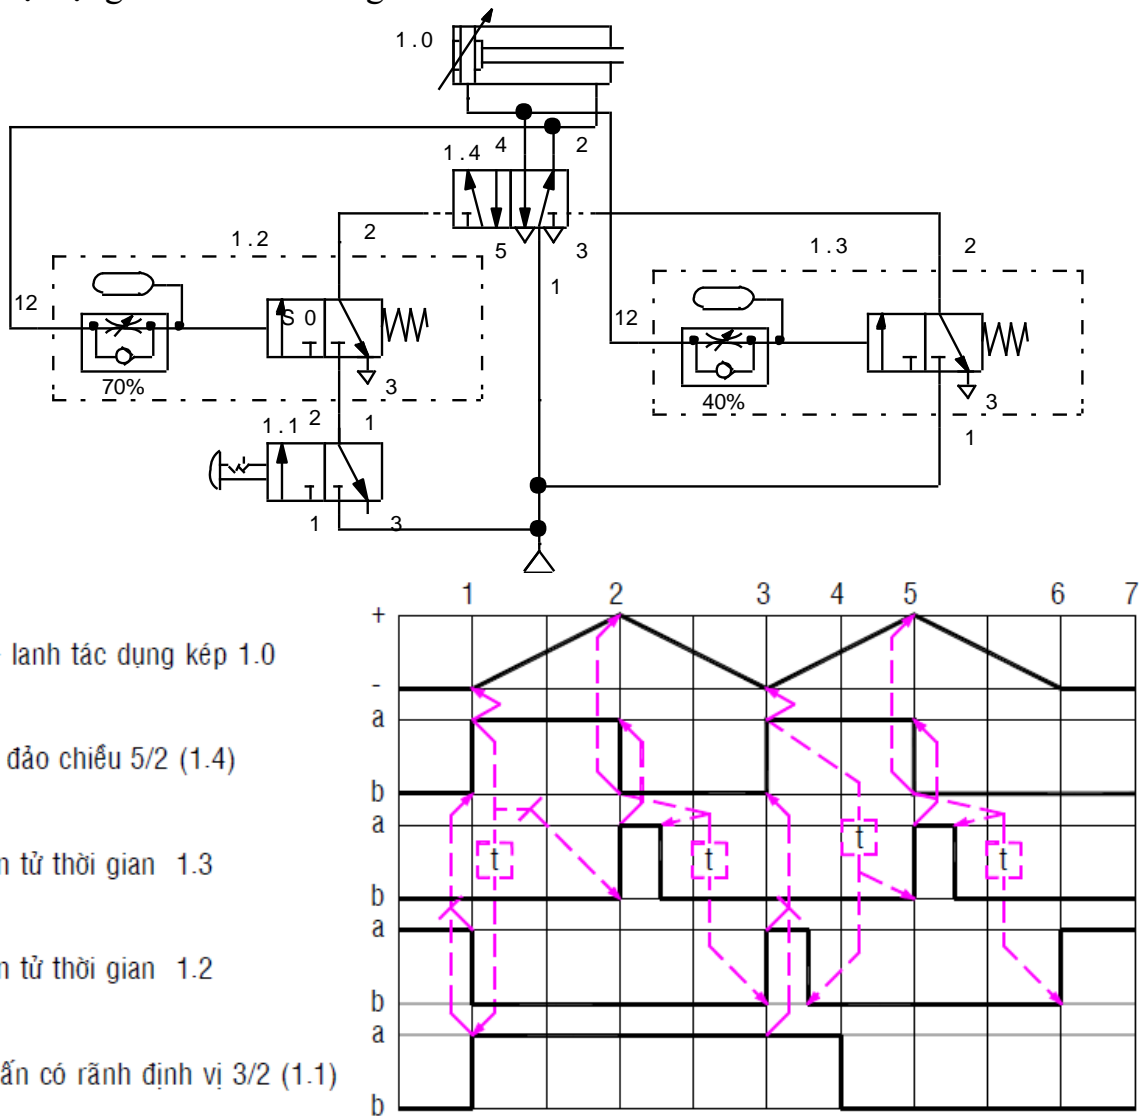 1.0
4
2
1.4
1.2
2
5
3
1.3
2
1
12
S0
12
70%
3
40%
3
1.1
2
1
1
1
3
1
2
3
4
5
6
7
+
lanh tác dụng kép 1.0
-
a
đảo chiều 5/2 (1.4)
b
a
tử thời gian 1.3
t
t
t
t
b
a
tử thời gian 1.2
b
a
có rãnh định vị 3/2 (1.1)
b